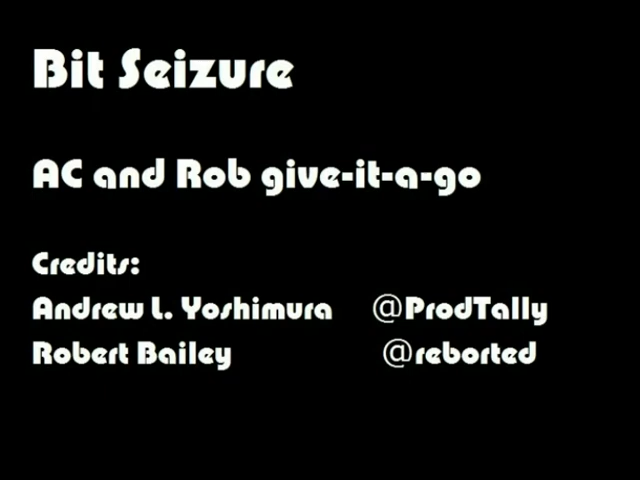 Bit Seizure
AC and Rob give-it-a-go
Credits:
Andrew L. Yoshimura @ProdTally
Robert Bailey @reborted